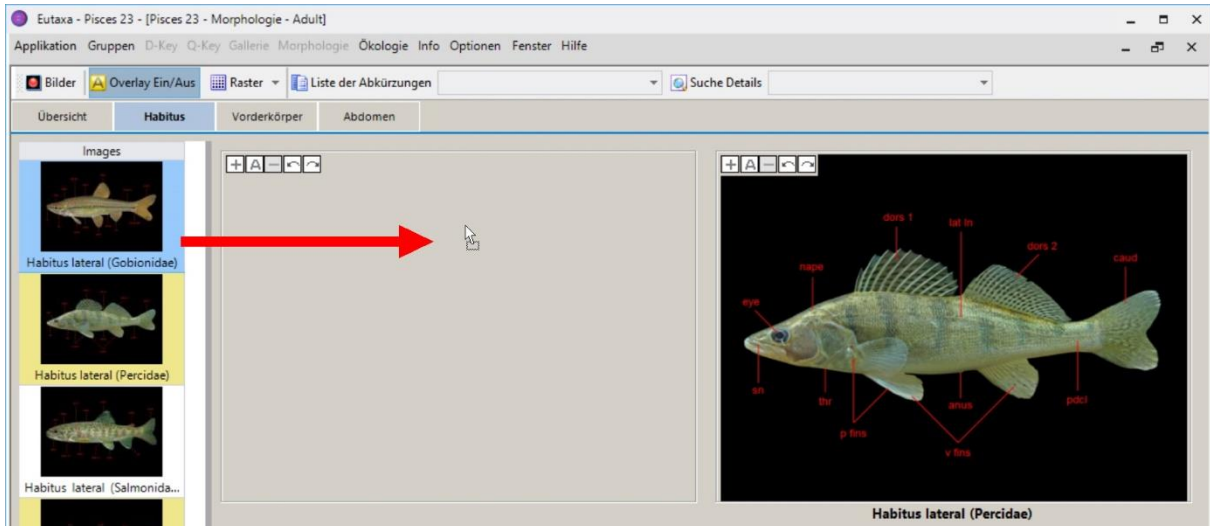 Eutaxa - Pisces 23 - [Pisces 23 - Morphologie - Adult]
Applikation Gruppen D-Key Q-Key Gallerie Morphologie Ökologie Info Optionen Fenster Hilfe
Bilder A Overlay Ein/Aus Raster Liste der Abkürzungen Suche Details
Übersicht Habitus Vorderkörper Abdomen
Images
A
A
Habitus lateral (Gobionidae)
Habitus lateral (Percidae)
Habitus lateral (Salmonida...
dors 1
lat ln
dors 2
nape
caud
eye
sn
thr
anus
pdcl
p fins
v fins
Habitus lateral (Percidae)